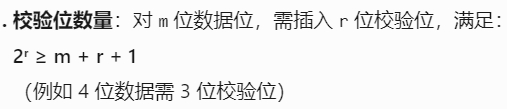 . 校验位数量：对 m 位数据位，需插入 r 位校验位，满足：
2ʳ ≥ m + r + 1
（例如 4 位数据需 3 位校验位）